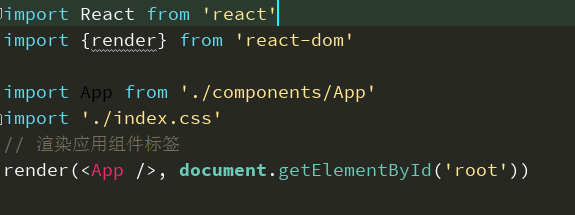 import React from 'react'
import {render} from 'react-dom'
import App from './components/App'
import './index.css'
// 渲染应用组件标签
render(<App />, document.getElementById('root'))